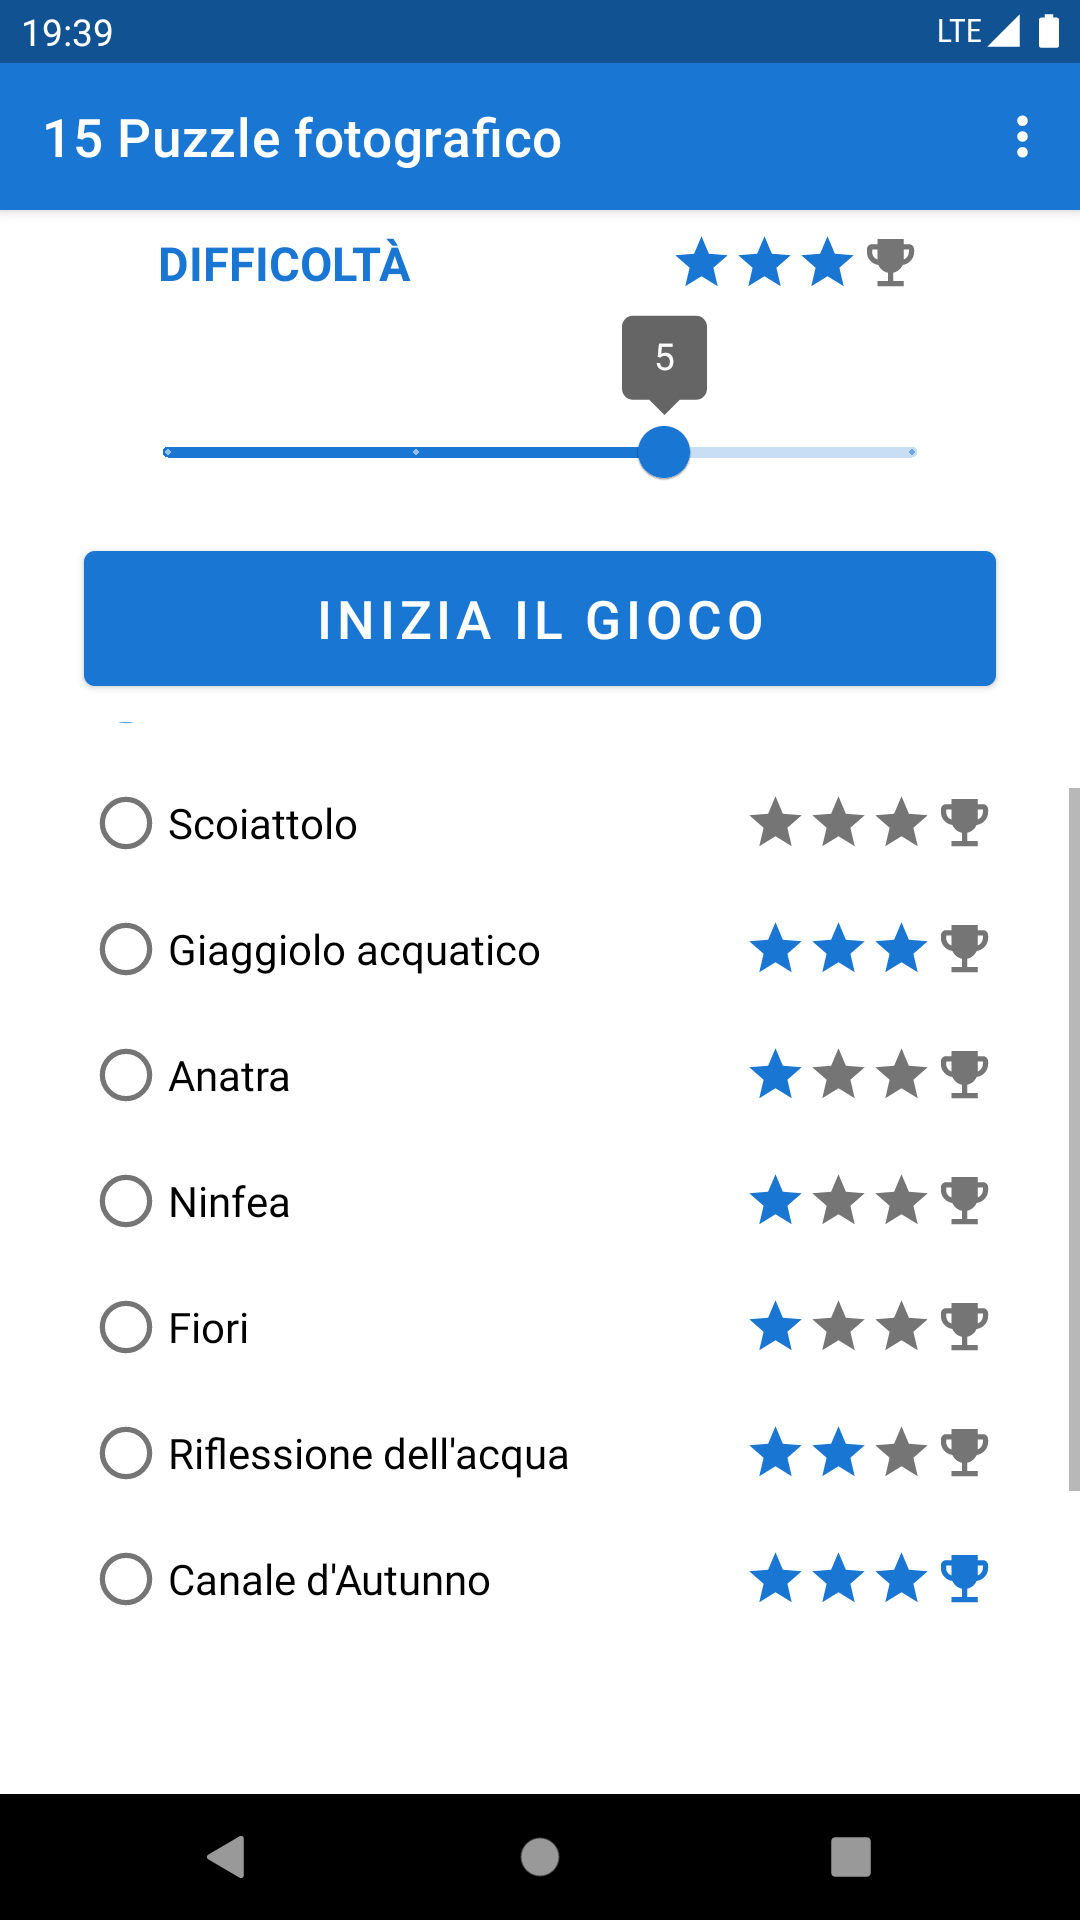 19:39
LTE
15 Puzzle fotografico
DIFFICOLTÀ
5
INIZIA IL GIOCO
Scoiattolo
Giaggiolo acquatico
Anatra
Ninfea
Fiori
Riflessione dell'acqua
Canale d'Autunno